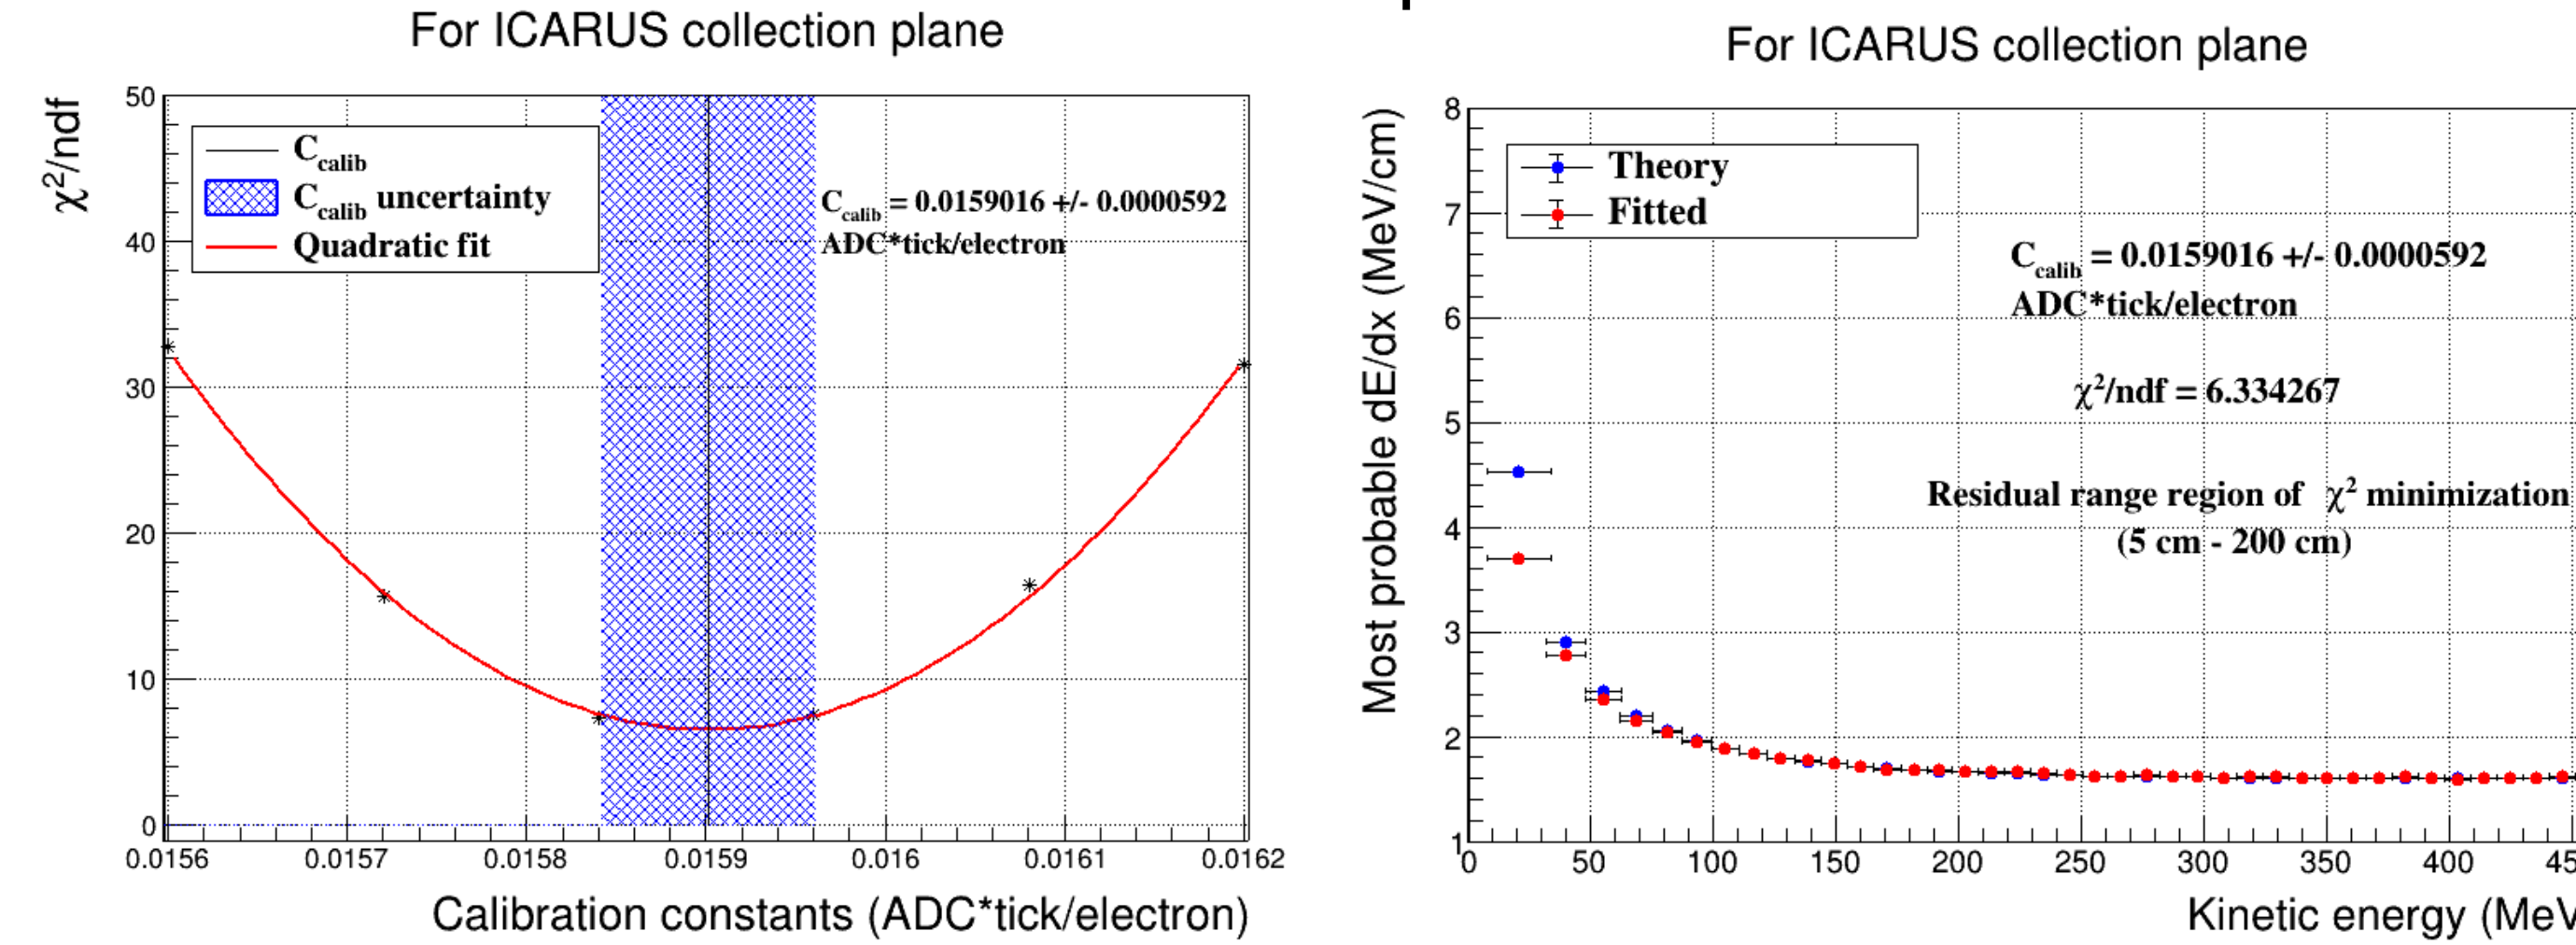 For ICARUS collection plane
χ²/ndf
50
40
30
20
10
0
C_calib
C_calib uncertainty
Quadratic fit
C_calib = 0.0159016 +/- 0.0000592
ADC*tick/electron
0.0156 0.0157 0.0158 0.0159 0.016 0.0161 0.0162
Calibration constants (ADC*tick/electron)
For ICARUS collection plane
Most probable dE/dx (MeV/cm)
8
7
6
5
4
3
2
1
Theory
Fitted
C_calib = 0.0159016 +/- 0.0000592
ADC*tick/electron
χ²/ndf = 6.334267
Residual range region of χ² minimization
(5 cm - 200 cm)
0 50 100 150 200 250 300 350 400 45
Kinetic energy (MeV